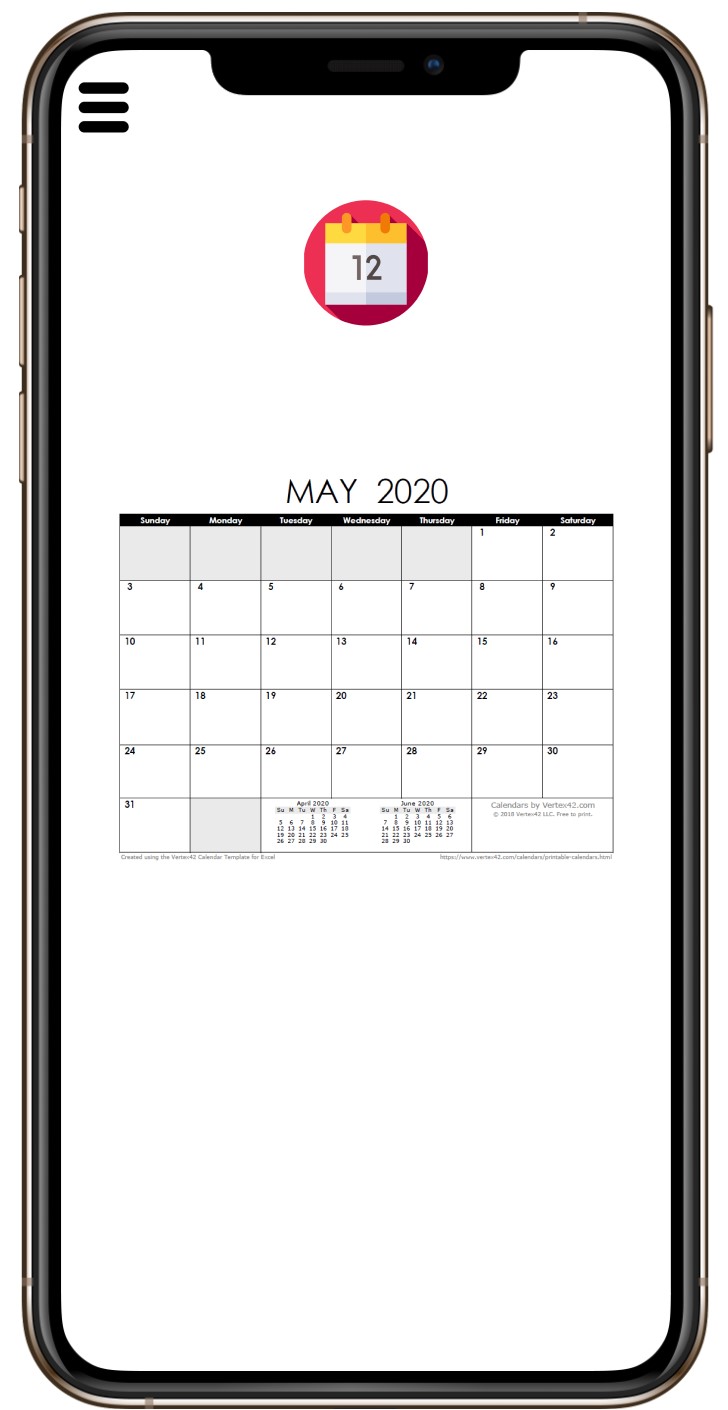 12
MAY 2020
Sunday Monday Tuesday Wednesday Thursday Friday Saturday
1 2
3 4 5 6 7 8 9
10 11 12 13 14 15 16
17 18 19 20 21 22 23
24 25 26 27 28 29 30
31
April 2020
Su M Tu W Th F Sa
1 2 3 4
5 6 7 8 9 10 11
12 13 14 15 16 17 18
19 20 21 22 23 24 25
26 27 28 29 30
June 2020
Su M Tu W Th F Sa
1 2 3 4 5 6
7 8 9 10 11 12 13
14 15 16 17 18 19 20
21 22 23 24 25 26 27
28 29 30
Calendars by Vertex42.com
© 2018 Vertex42 LLC. Free to print.
Created using the Vertex42 Calendar Template for Excel
https://www.vertex42.com/calendars/printable-calendars.html